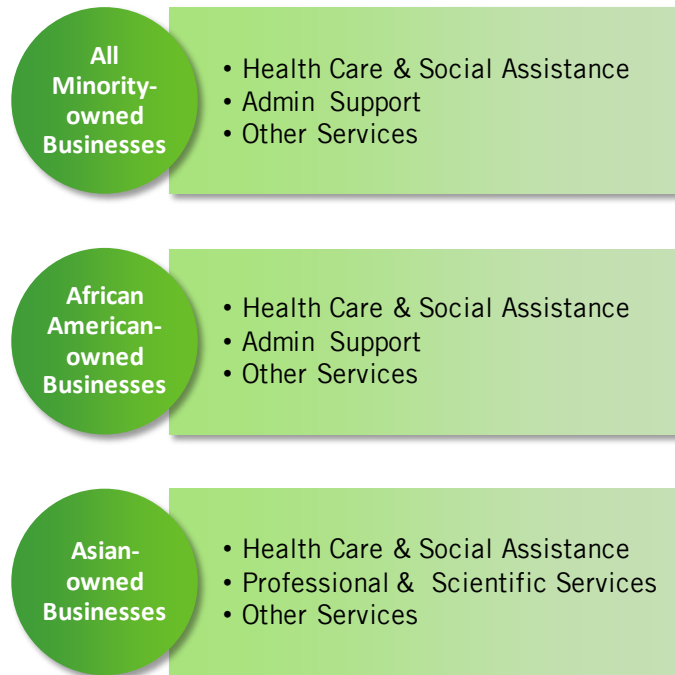 All
Minority-
owned
Businesses
• Health Care & Social Assistance
• Admin Support
• Other Services
African
American-
owned
Businesses
• Health Care & Social Assistance
• Admin Support
• Other Services
Asian-
owned
Businesses
• Health Care & Social Assistance
• Professional & Scientific Services
• Other Services